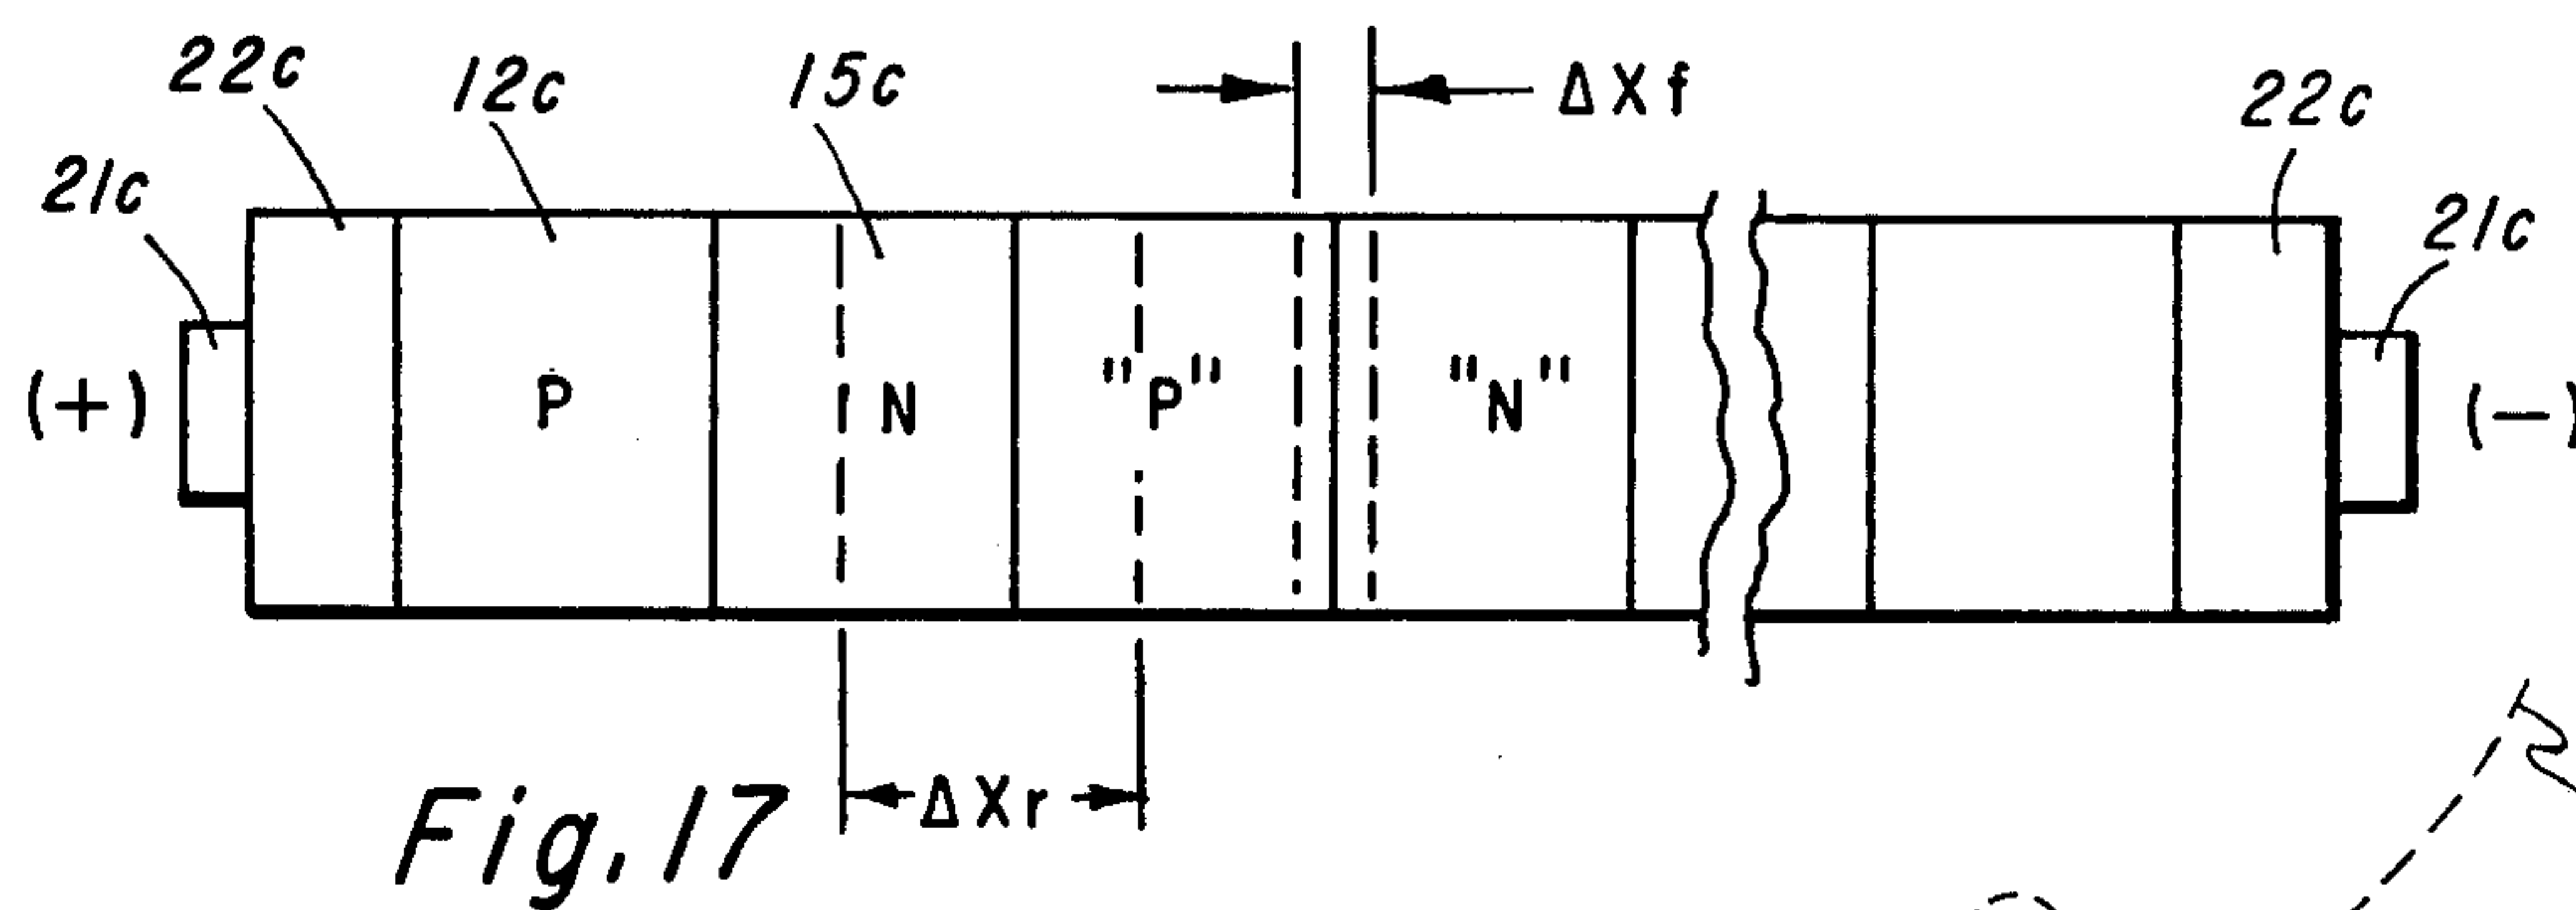 22c
12c
15c
ΔXf
22c
21c
21c
(+)
P
N
"P"
"N"
(-)
ΔXr
Fig. 17